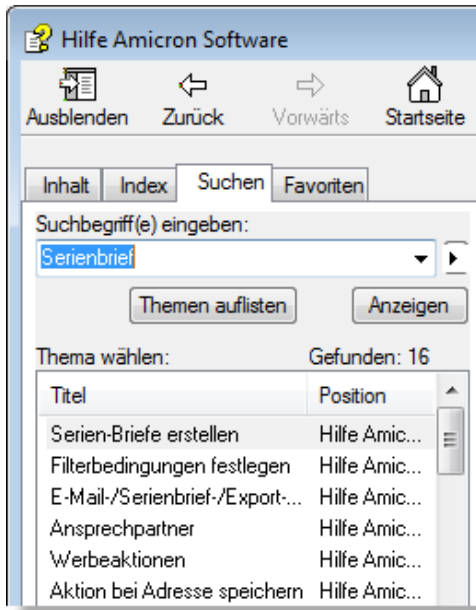 Hilfe Amicron Software
Ausblenden Zurück Vorwärts Startseite
Inhalt Index Suchen Favoriten
Suchbegriff(e) eingeben:
Serienbrief
Themen auflisten Anzeigen
Thema wählen: Gefunden: 16
Titel Position
Serien-Briefe erstellen Hilfe Amic...
Filterbedingungen festlegen Hilfe Amic...
E-Mail-/Serienbrief-/Export-... Hilfe Amic...
Ansprechpartner Hilfe Amic...
Werbeaktionen Hilfe Amic...
Aktion bei Adresse speichern Hilfe Amic...